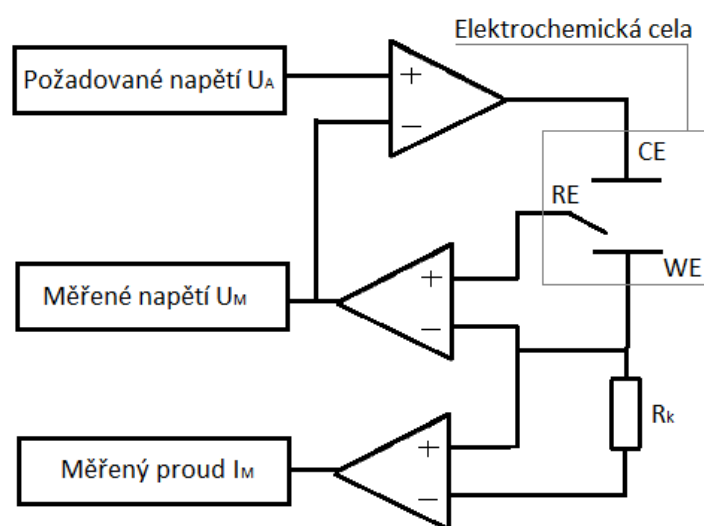 Elektrochemická cela
Požadované napětí UA
+
−
CE
RE
WE
Měřené napětí UM
+
−
Rk
Měřený proud IM
+
−